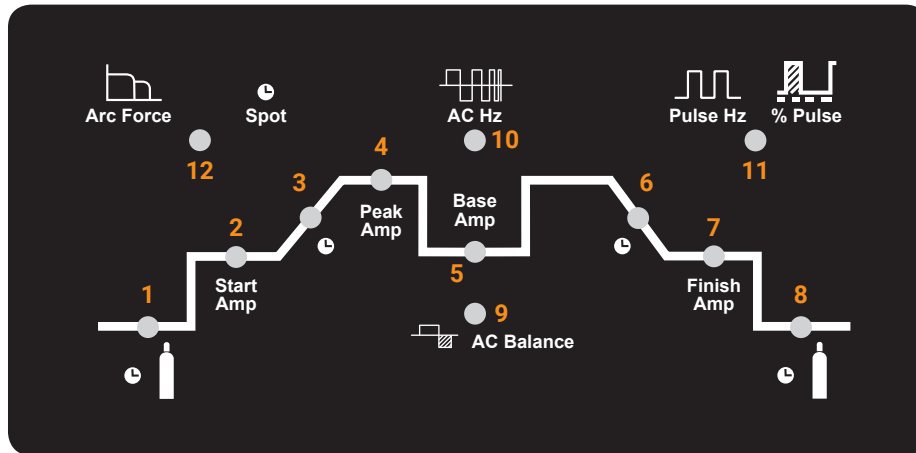 Arc Force
Spot
AC Hz
Pulse Hz
% Pulse
12
10
11
4
3
6
Peak
Amp
Base
Amp
2
7
5
Start
Amp
Finish
Amp
1
9
8
AC Balance